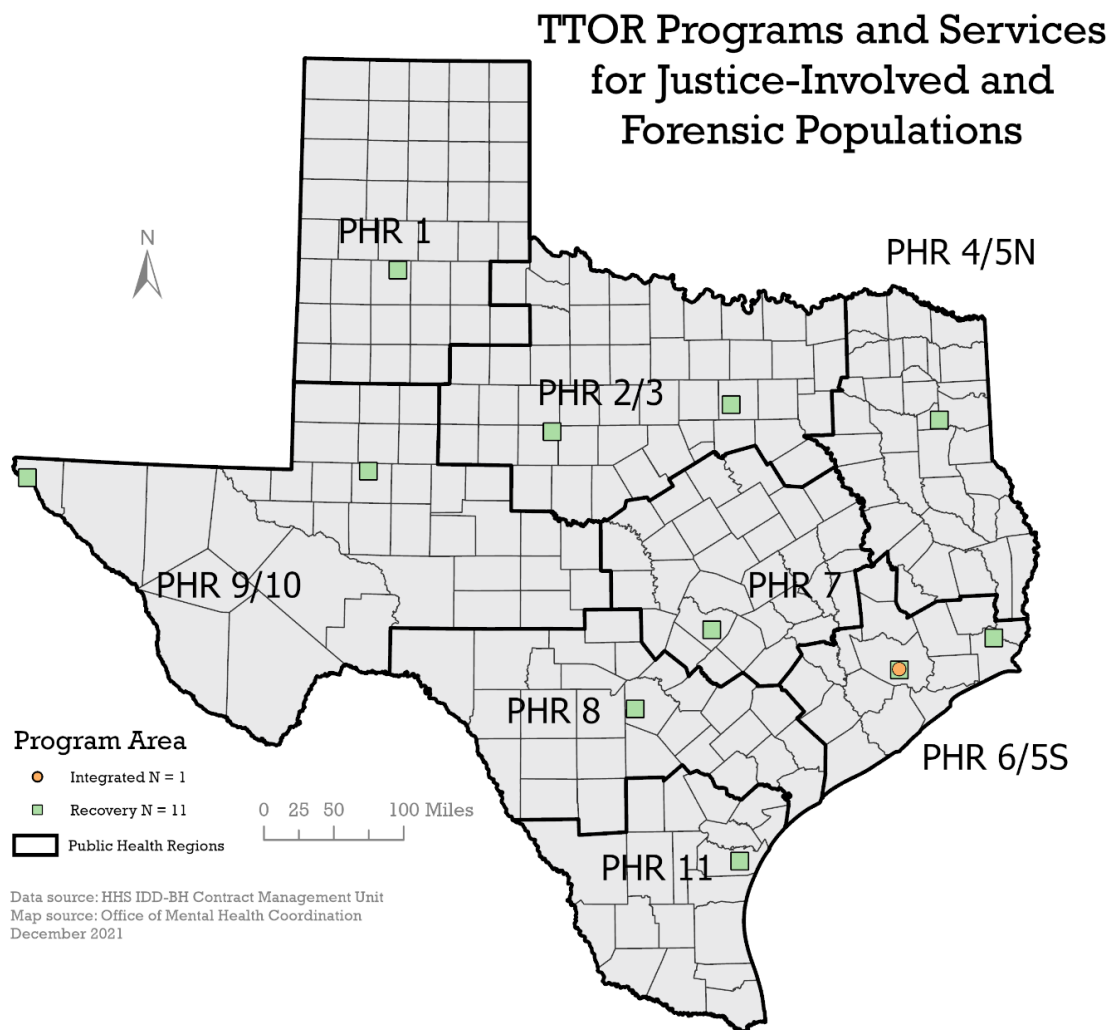 TTOR Programs and Services
for Justice-Involved and
Forensic Populations
N
PHR 1
PHR 4/5N
PHR 2/3
PHR 9/10
PHR 7
PHR 8
PHR 6/5S
PHR 11
Program Area
Integrated N = 1
Recovery N = 11
Public Health Regions
0 25 50 100 Miles
Data source: HHS IDD-BH Contract Management Unit
Map source: Office of Mental Health Coordination
December 2021